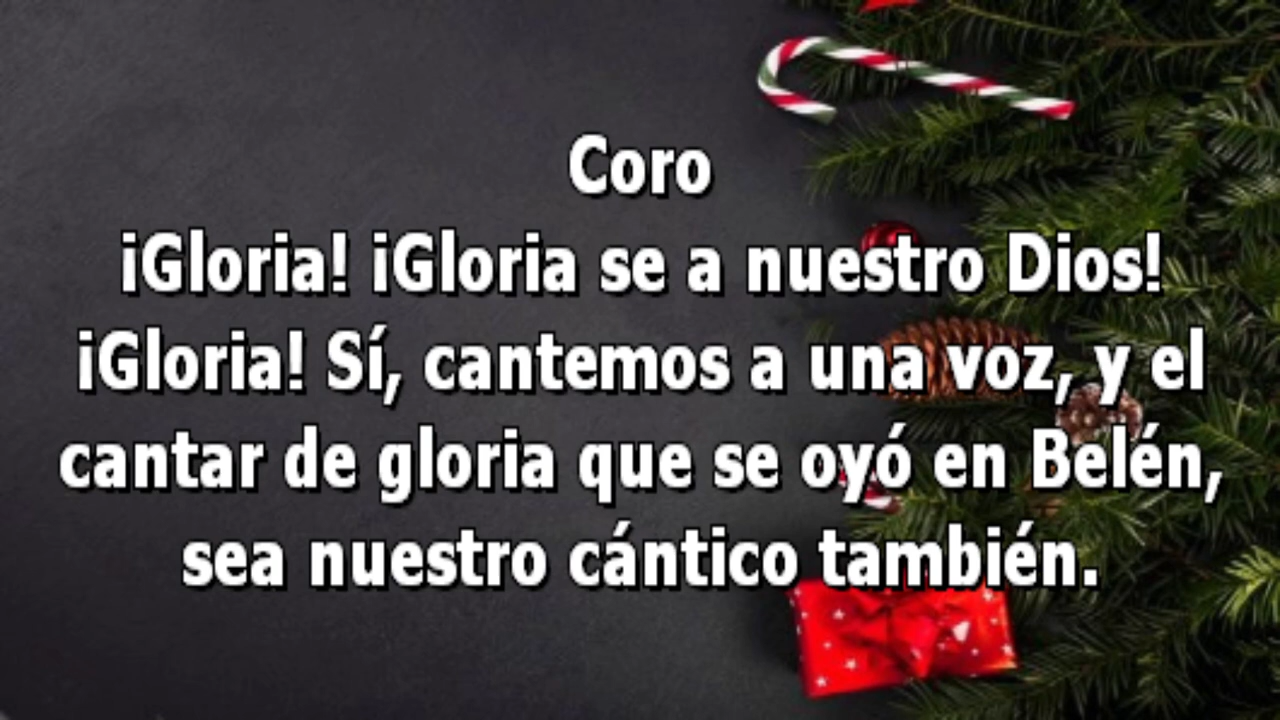 Coro
¡Gloria! ¡Gloria se a nuestro Dios!
¡Gloria! Sí, cantemos a una voz, y el
cantar de gloria que se oyó en Belén,
sea nuestro cántico también.